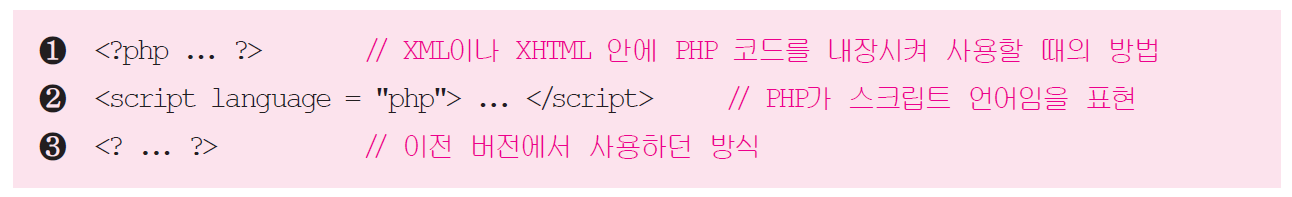 ❶ <?php ... ?> // XML이나 XHTML 안에 PHP 코드를 내장시켜 사용할 때의 방법
❷ <script language = "php"> ... </script> // PHP가 스크립트 언어임을 표현
❸ <? ... ?> // 이전 버전에서 사용하던 방식